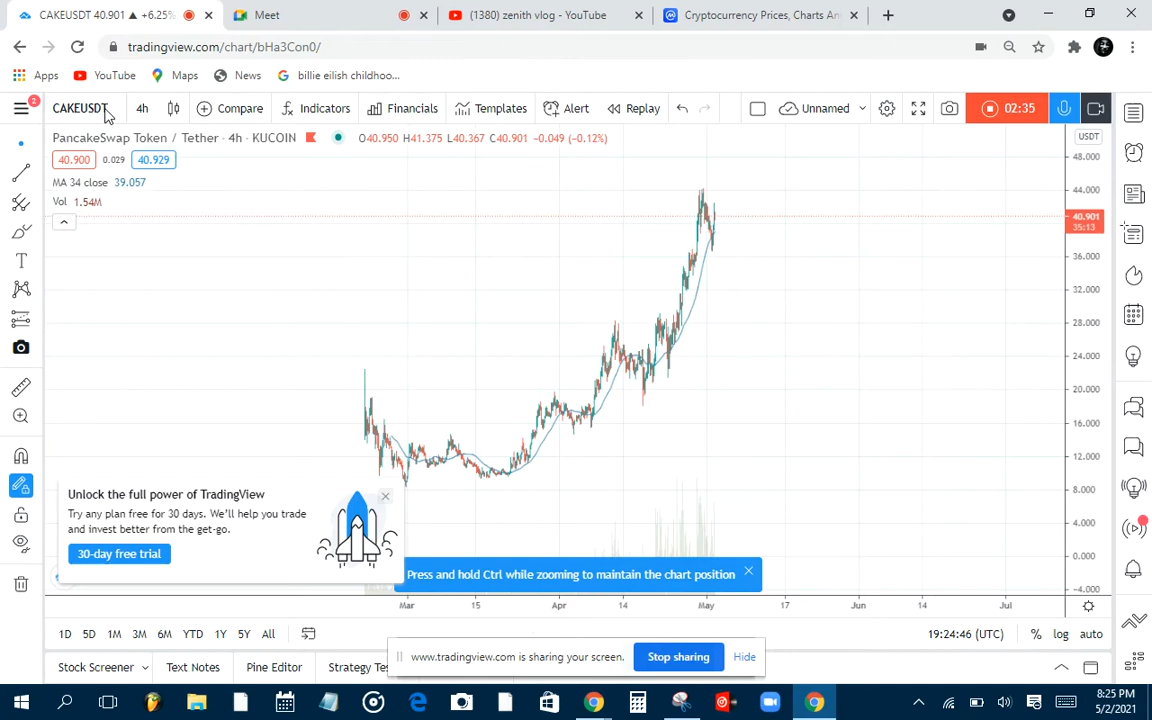 CAKEUSDT 40.901 ▲ +6.25%
Meet
(1380) zenith vlog - YouTube
Cryptocurrency Prices, Charts An
tradingview.com/chart/bHa3Con0/
Apps
YouTube
Maps
News
billie eilish childhoo...
2
CAKEUSDT
4h
Compare
Indicators
Financials
Templates
Alert
Replay
Unnamed
02:35
PancakeSwap Token / Tether · 4h · KUCOIN
O40.950 H41.375 L40.367 C40.901 -0.049 (-0.12%)
USDT
40.900
0.029
40.929
MA 34 close 39.057
Vol 1.54M
48.000
44.000
40.901
35:13
36.000
32.000
28.000
24.000
20.000
16.000
12.000
8.000
4.000
0.000
-4.000
Unlock the full power of TradingView
Try any plan free for 30 days. We'll help you trade
and invest better from the get-go.
30-day free trial
Press and hold Ctrl while zooming to maintain the chart position
Mar
15
Apr
14
May
17
Jun
14
Jul
1D
5D
1M
3M
6M
YTD
1Y
5Y
All
19:24:46 (UTC)
%
log
auto
www.tradingview.com is sharing your screen.
Stop sharing
Hide
Stock Screener
Text Notes
Pine Editor
Strategy Tes
8:25 PM
5/2/2021